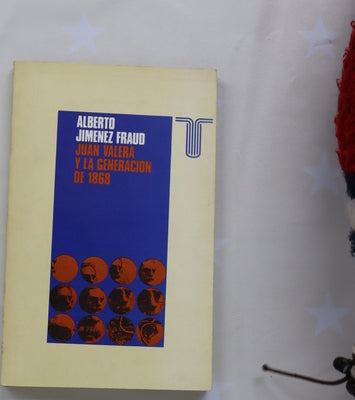 ALBERTO
JIMENEZ FRAUD
JUAN VALERA
Y LA GENERACION
DE 1868